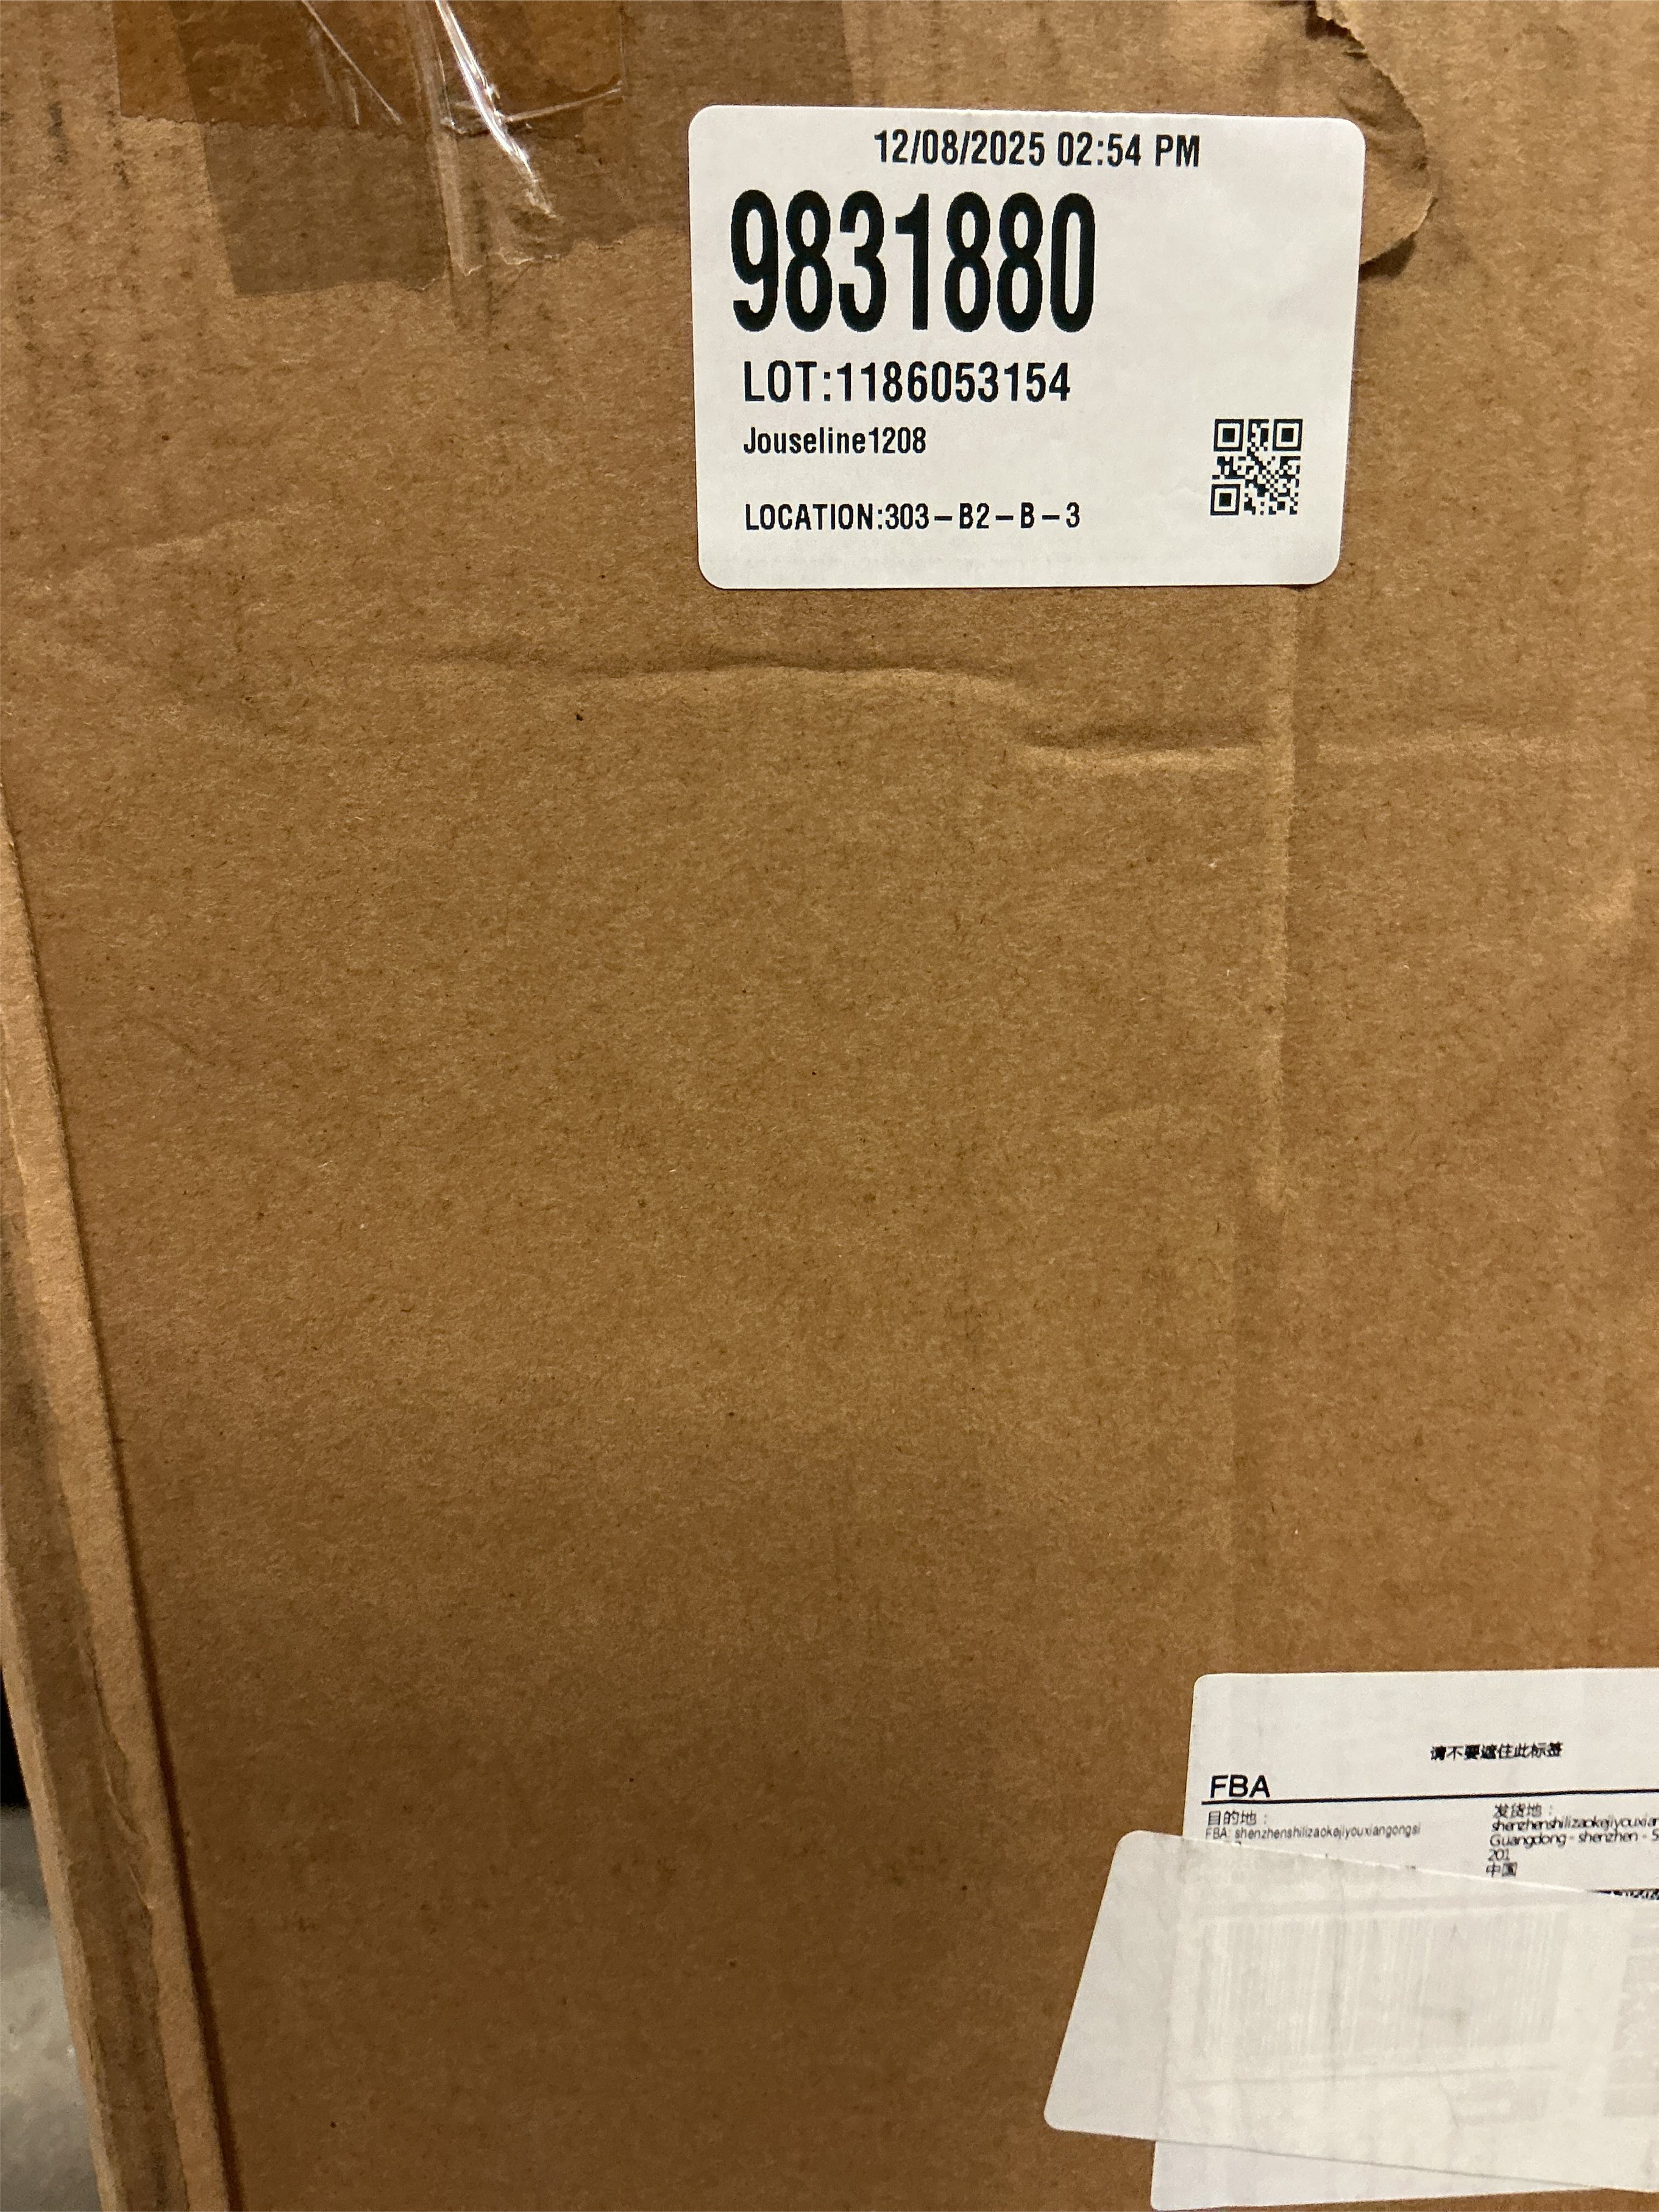 12/08/2025 02:54 PM
9831880
LOT:1186053154
Jouseline1208
LOCATION:303-B2-B-3
请不要遮住此标签
FBA
目的地：
FBA: shenzhenshilizaokejiyouxiangongsi
发货地：
Guangdong - shenzhen - S
201
中国